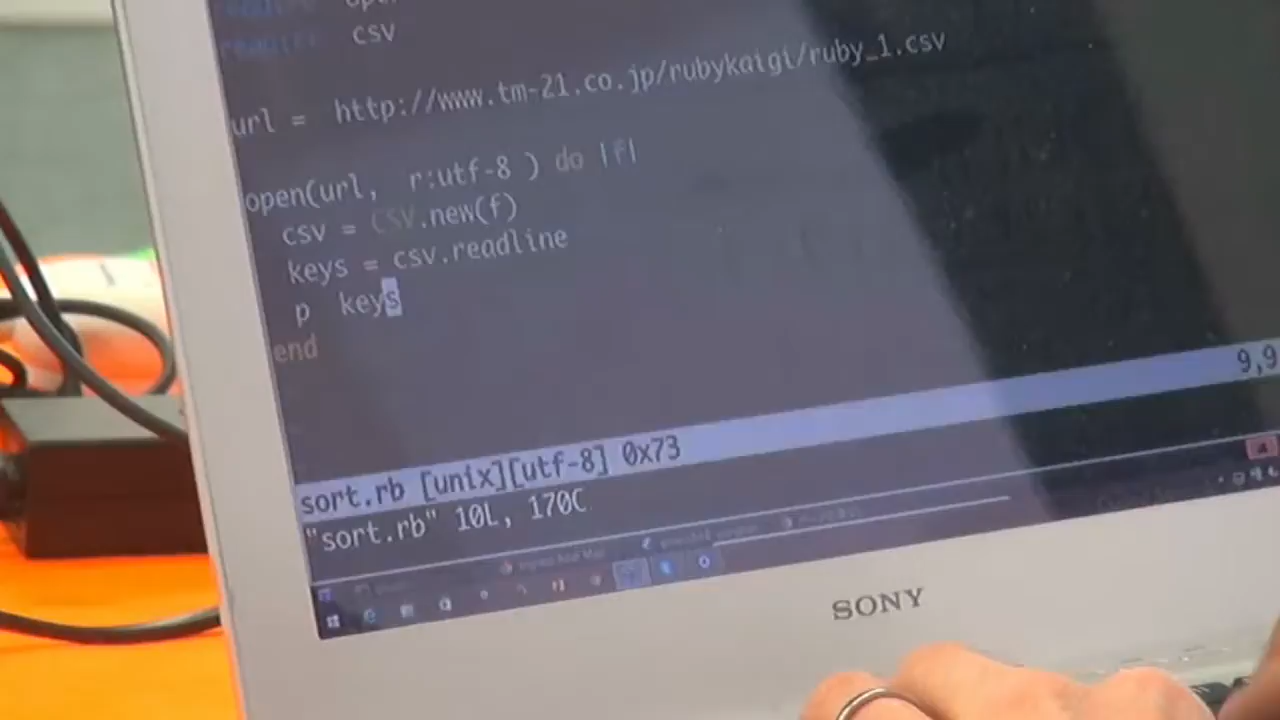 csv
url = http://www.tm-21.co.jp/rubykaigi/ruby_1.csv
open(url, r:utf-8 ) do |f|
csv = CSV.new(f)
keys = csv.readline
p keys
end
9,9
sort.rb [unix][utf-8] 0x73
"sort.rb" 10L, 170C
SONY